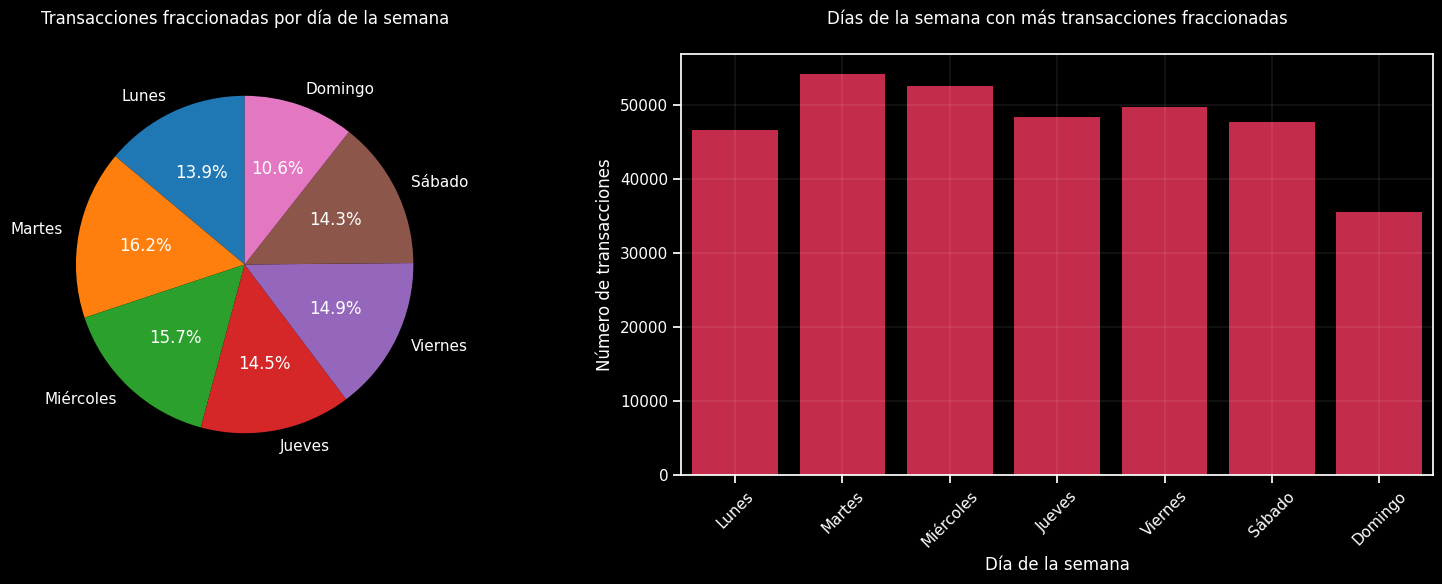 Transacciones fraccionadas por día de la semana
Lunes
Martes
Miércoles
Jueves
Viernes
Sábado
Domingo
13.9%
16.2%
15.7%
14.5%
14.9%
14.3%
10.6%
Días de la semana con más transacciones fraccionadas
Número de transacciones
50000
40000
30000
20000
10000
0
Lunes
Martes
Miércoles
Jueves
Viernes
Sábado
Domingo
Día de la semana